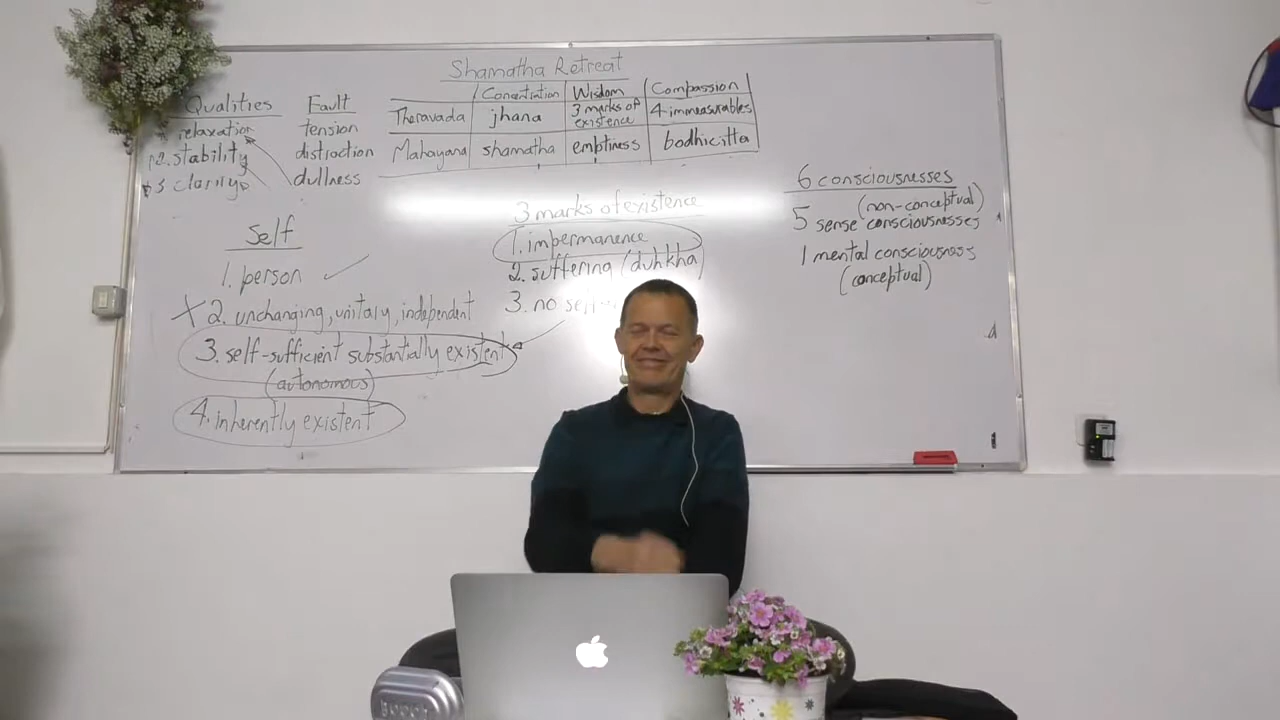 Shamatha Retreat
Concentration Wisdom Compassion
Theravada jhana 3 marks of existence 4 immeasurables
Mahayana shamatha emptiness bodhicitta
Qualities Fault
relaxation tension
2. stability distraction
3 clarity dullness
Self
1. person
2. unchanging, unitary, independent
3. self-sufficient substantially existent
(autonomous)
4. inherently existent
3 marks of existence
1. impermanence
2. suffering (duhkha)
3. no self
6 consciousnesses
(non-conceptual)
5 sense consciousnesses
1 mental consciousness
(conceptual)